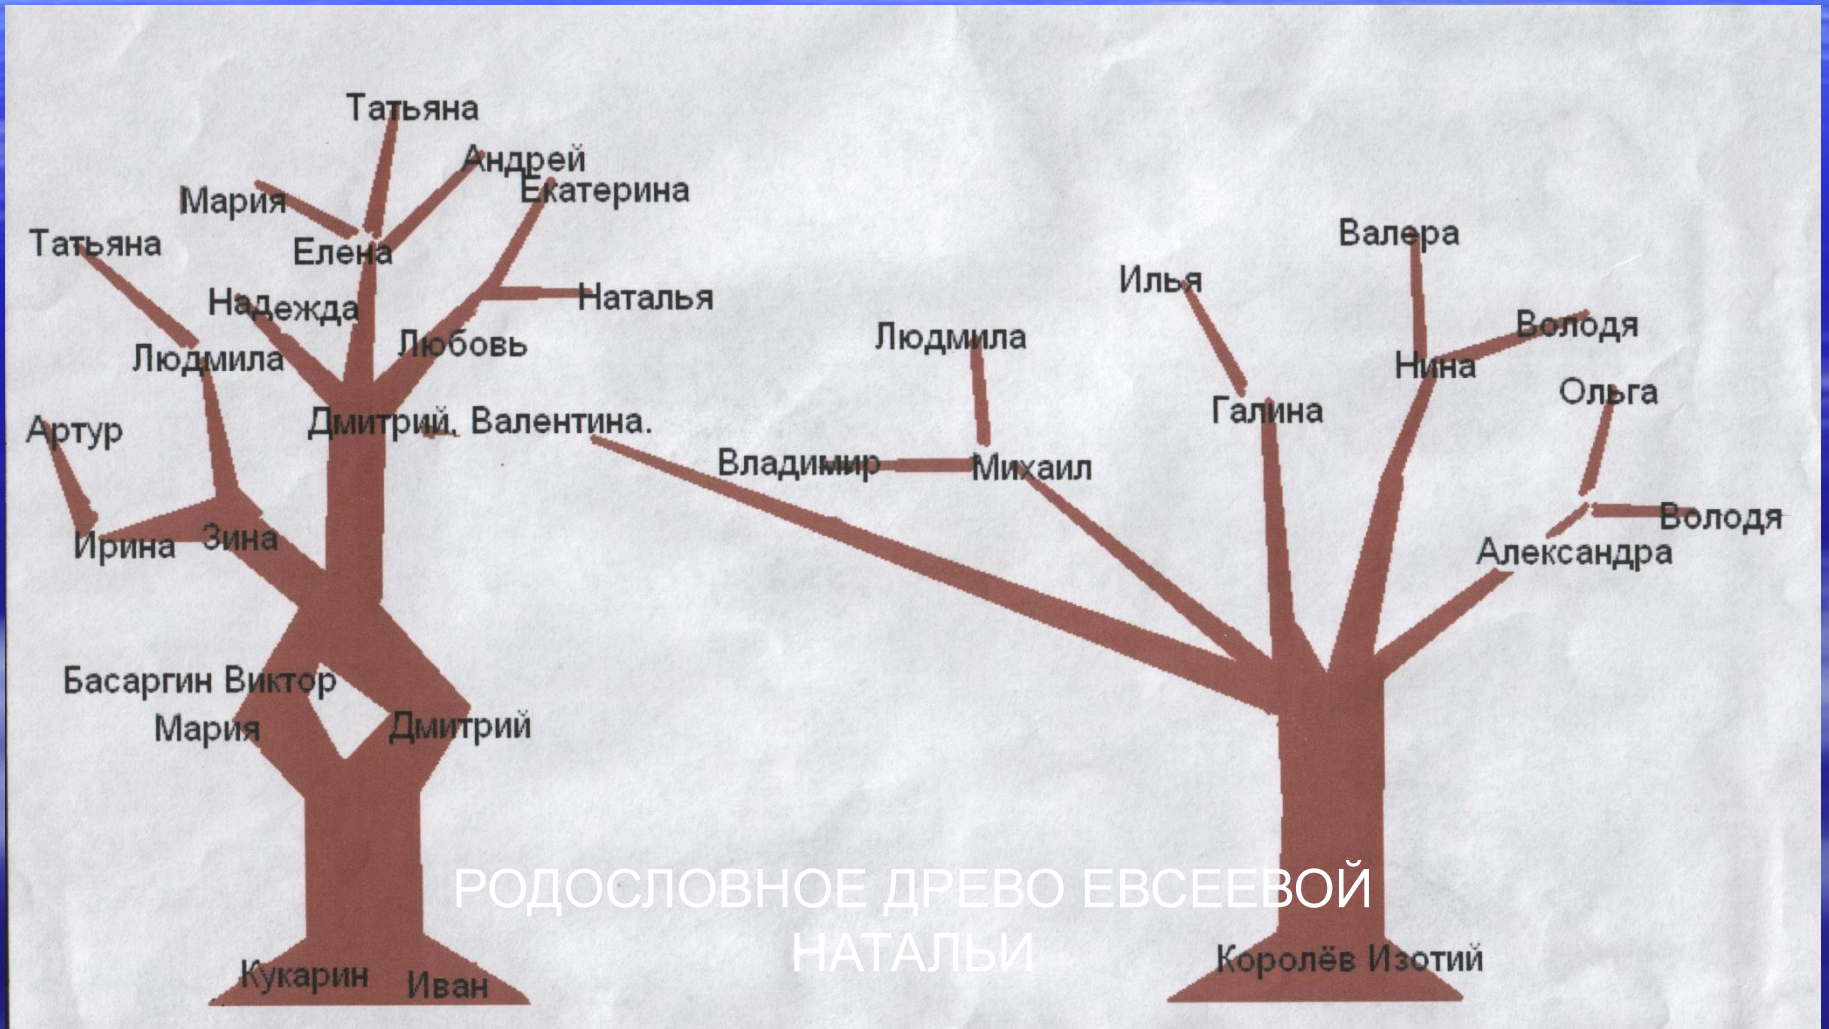 Татьяна
Андрей
Екатерина
Мария
Татьяна
Елена
Надежда
Наталья
Любовь
Людмила
Артур
Дмитрий, Валентина.
Ирина
Зина
Басаргин Виктор
Мария
Дмитрий
Кукарин
Иван
Людмила
Владимир
Михаил
Илья
Валера
Володя
Нина
Галина
Ольга
Володя
Александра
Королёв Изотий
РОДОСЛОВНОЕ ДРЕВО ЕВСЕЕВОЙ
НАТАЛЬИ